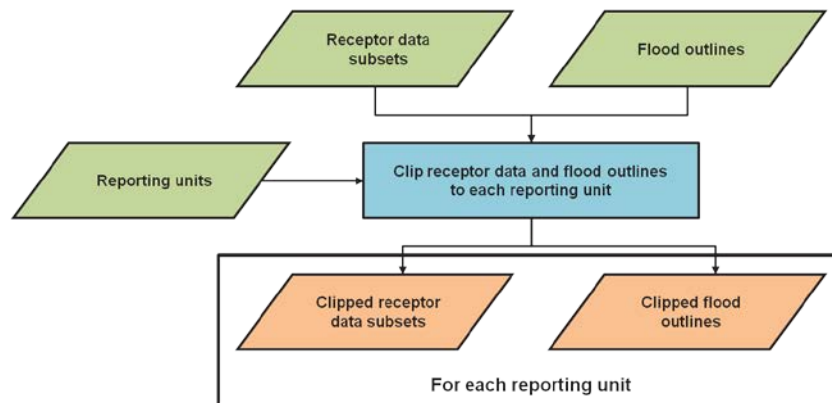 Receptor data
subsets
Flood outlines
Reporting units
Clip receptor data and flood outlines
to each reporting unit
Clipped receptor
data subsets
Clipped flood
outlines
For each reporting unit